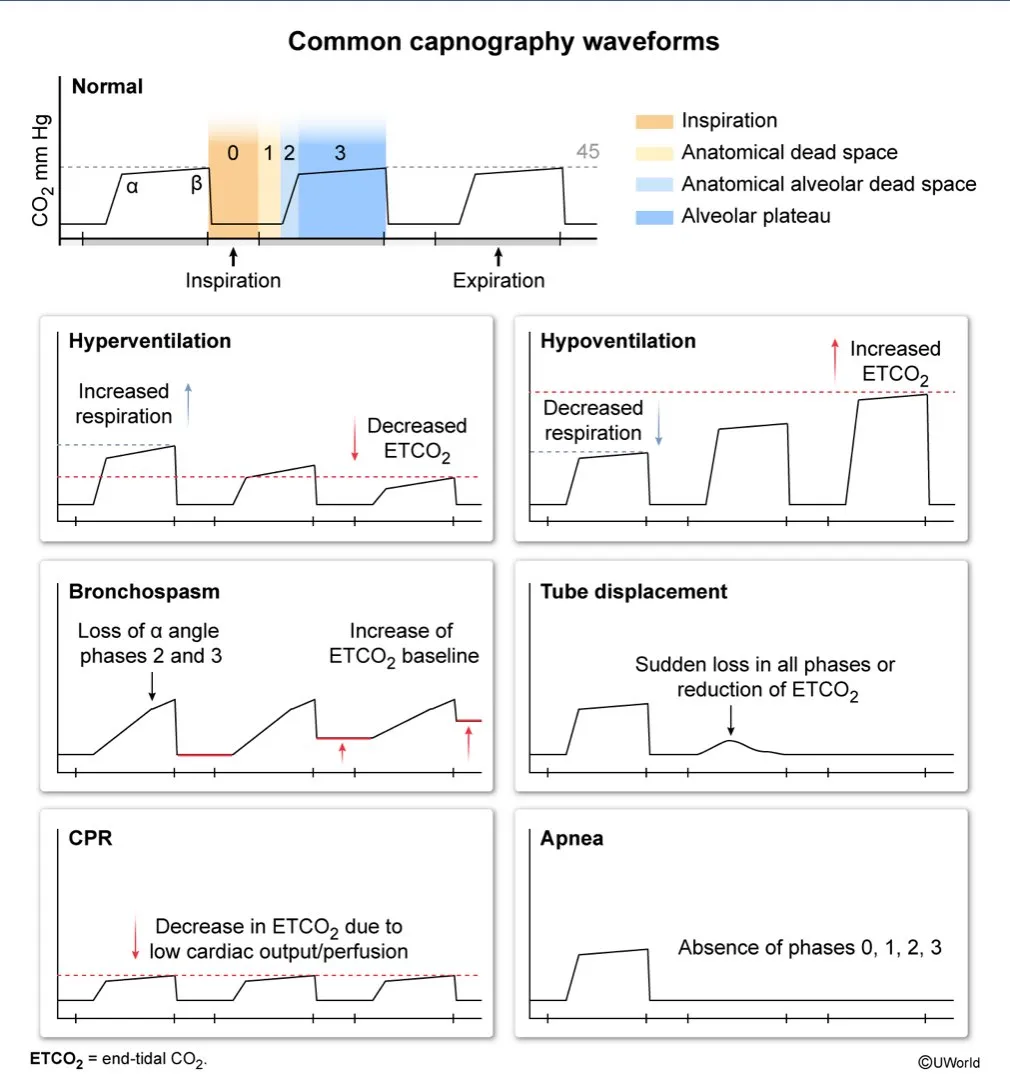 Common capnography waveforms
Normal
CO2 mm Hg
α
β
0
1
2
3
45
Inspiration
Anatomical dead space
Anatomical alveolar dead space
Alveolar plateau
Inspiration
Expiration
Hyperventilation
Increased
respiration
Decreased
ETCO2
Hypoventilation
Decreased
respiration
Increased
ETCO2
Bronchospasm
Loss of α angle
phases 2 and 3
Increase of
ETCO2 baseline
Tube displacement
Sudden loss in all phases or
reduction of ETCO2
CPR
Decrease in ETCO2 due to
low cardiac output/perfusion
Apnea
Absence of phases 0, 1, 2, 3
ETCO2 = end-tidal CO2.
©UWorld